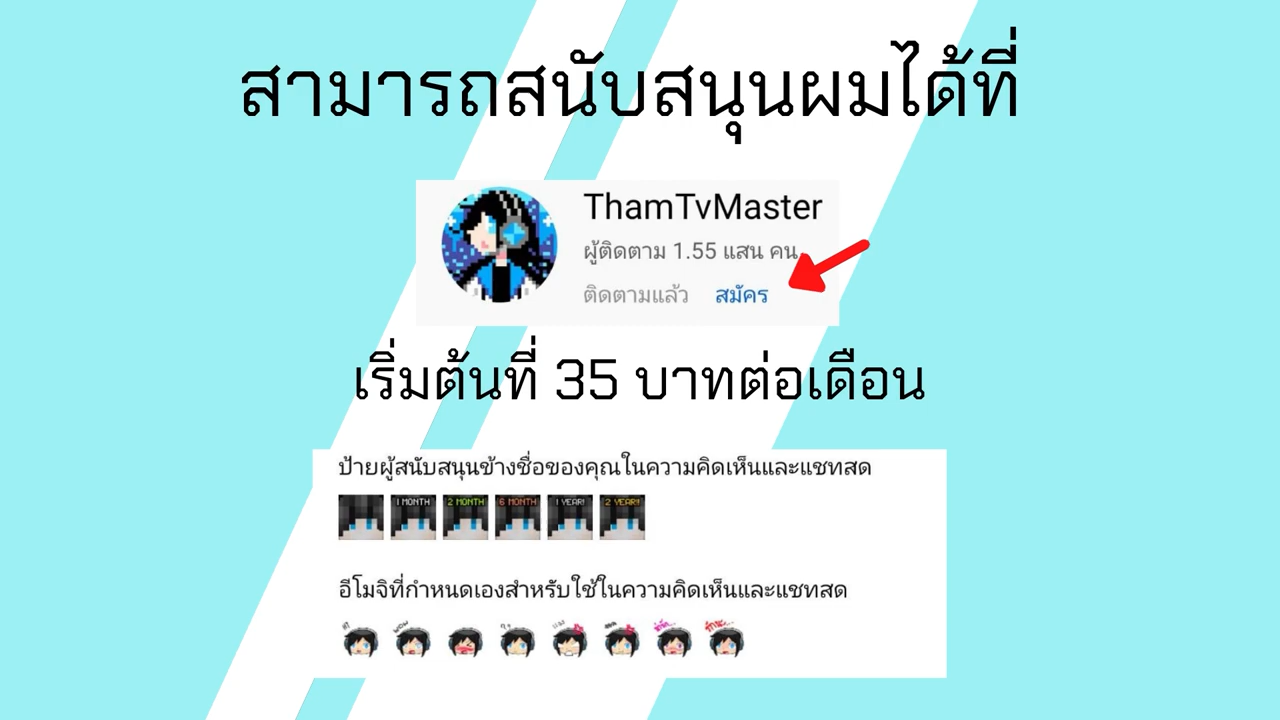 สามารถสนับสนุนผมได้ที่
ThamTvMaster
ผู้ติดตาม 1.55 แสน คน
ติดตามแล้ว สมัคร
เริ่มต้นที่ 35 บาทต่อเดือน
ป้ายผู้สนับสนุนข้างชื่อของคุณในความคิดเห็นและแชทสด
1 MONTH 2 MONTH 6 MONTH 1 YEAR! 2 YEAR!!
อีโมจิที่กำหนดเองสำหรับใช้ในความคิดเห็นและแชทสด